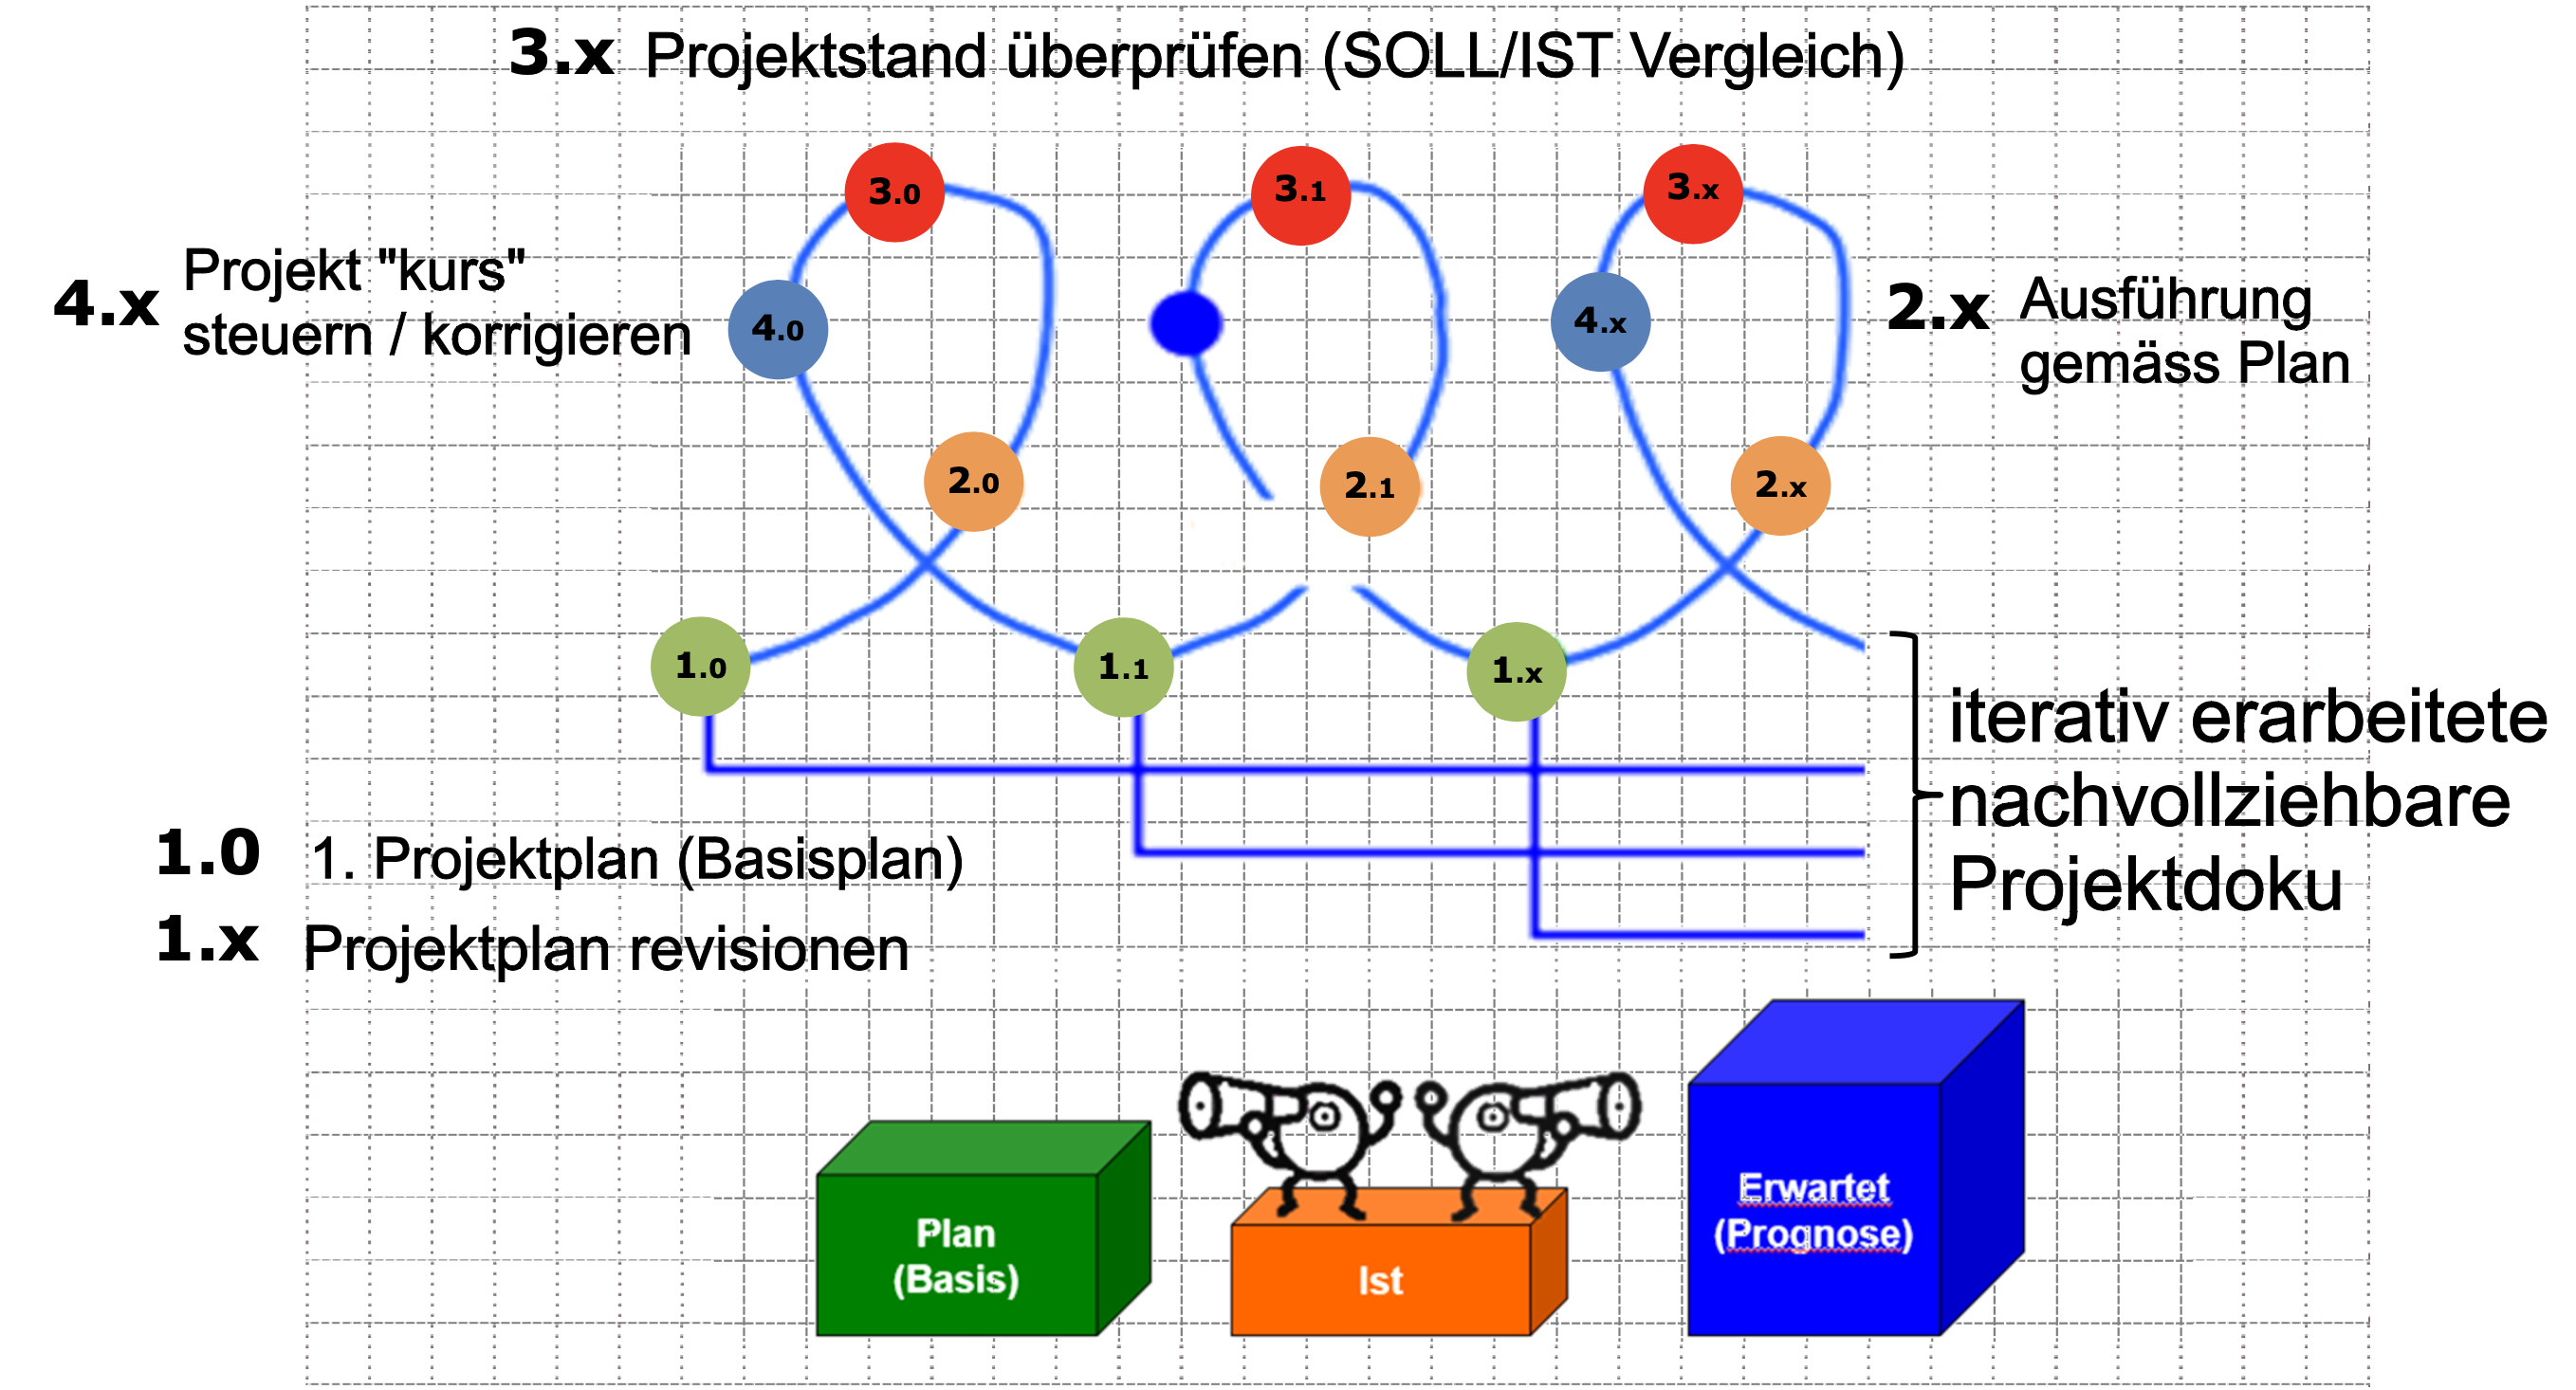 3.x Projektstand überprüfen (SOLL/IST Vergleich)
3.0
3.1
3.x
4.x Projekt "kurs"
steuern / korrigieren
4.0
4.x
2.x Ausführung
gemäss Plan
2.0
2.1
2.x
1.0
1.1
1.x
iterativ erarbeitete
nachvollziehbare
Projektdoku
1.0 1. Projektplan (Basisplan)
1.x Projektplan revisionen
Plan
(Basis)
Ist
Erwartet
(Prognose)